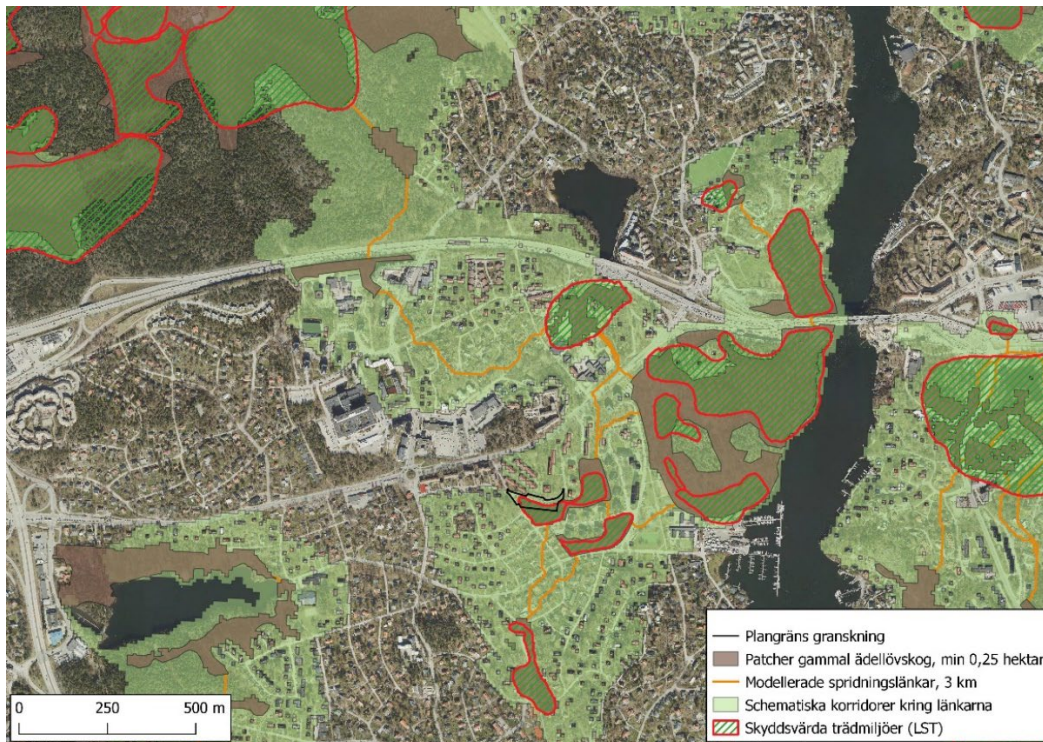 Plangräns granskning
Patcher gammal ädellövskog, min 0,25 hektar
Modellerade spridningslänkar, 3 km
Schematiska korridorer kring länkarna
Skyddsvärda trädmiljöer (LST)
0 250 500 m